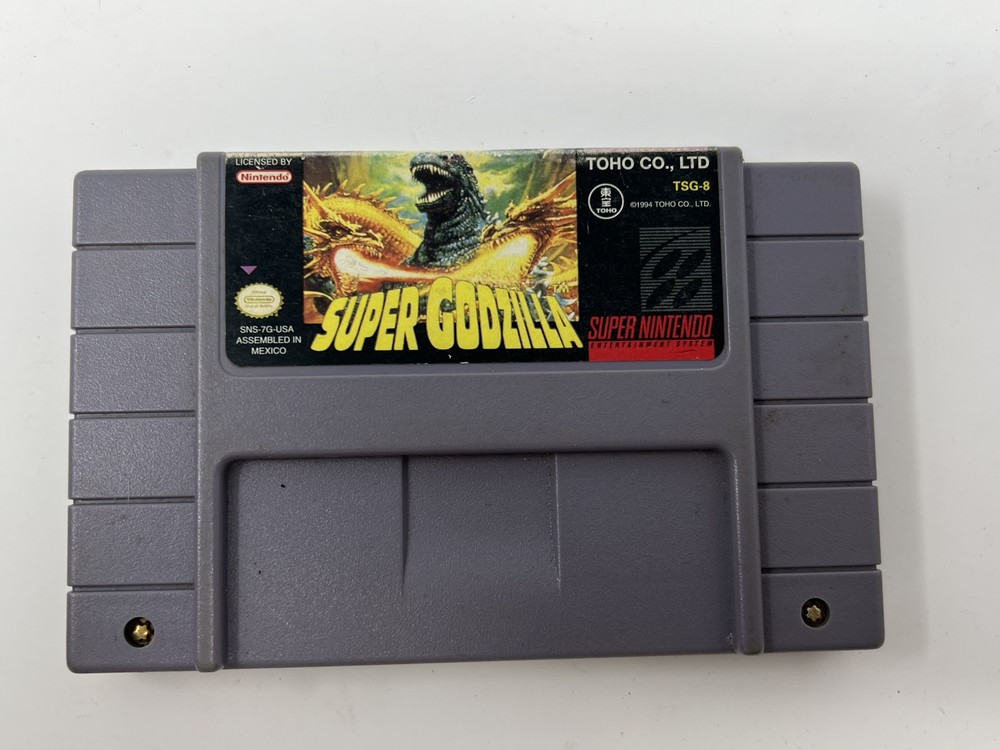 LICENSED BY
Nintendo
SNS-7G-USA
ASSEMBLED IN
MEXICO
SUPER GODZILLA
TOHO CO., LTD
TSG-8
東宝
TOHO
©1994 TOHO CO., LTD.
SUPER NINTENDO
ENTERTAINMENT SYSTEM